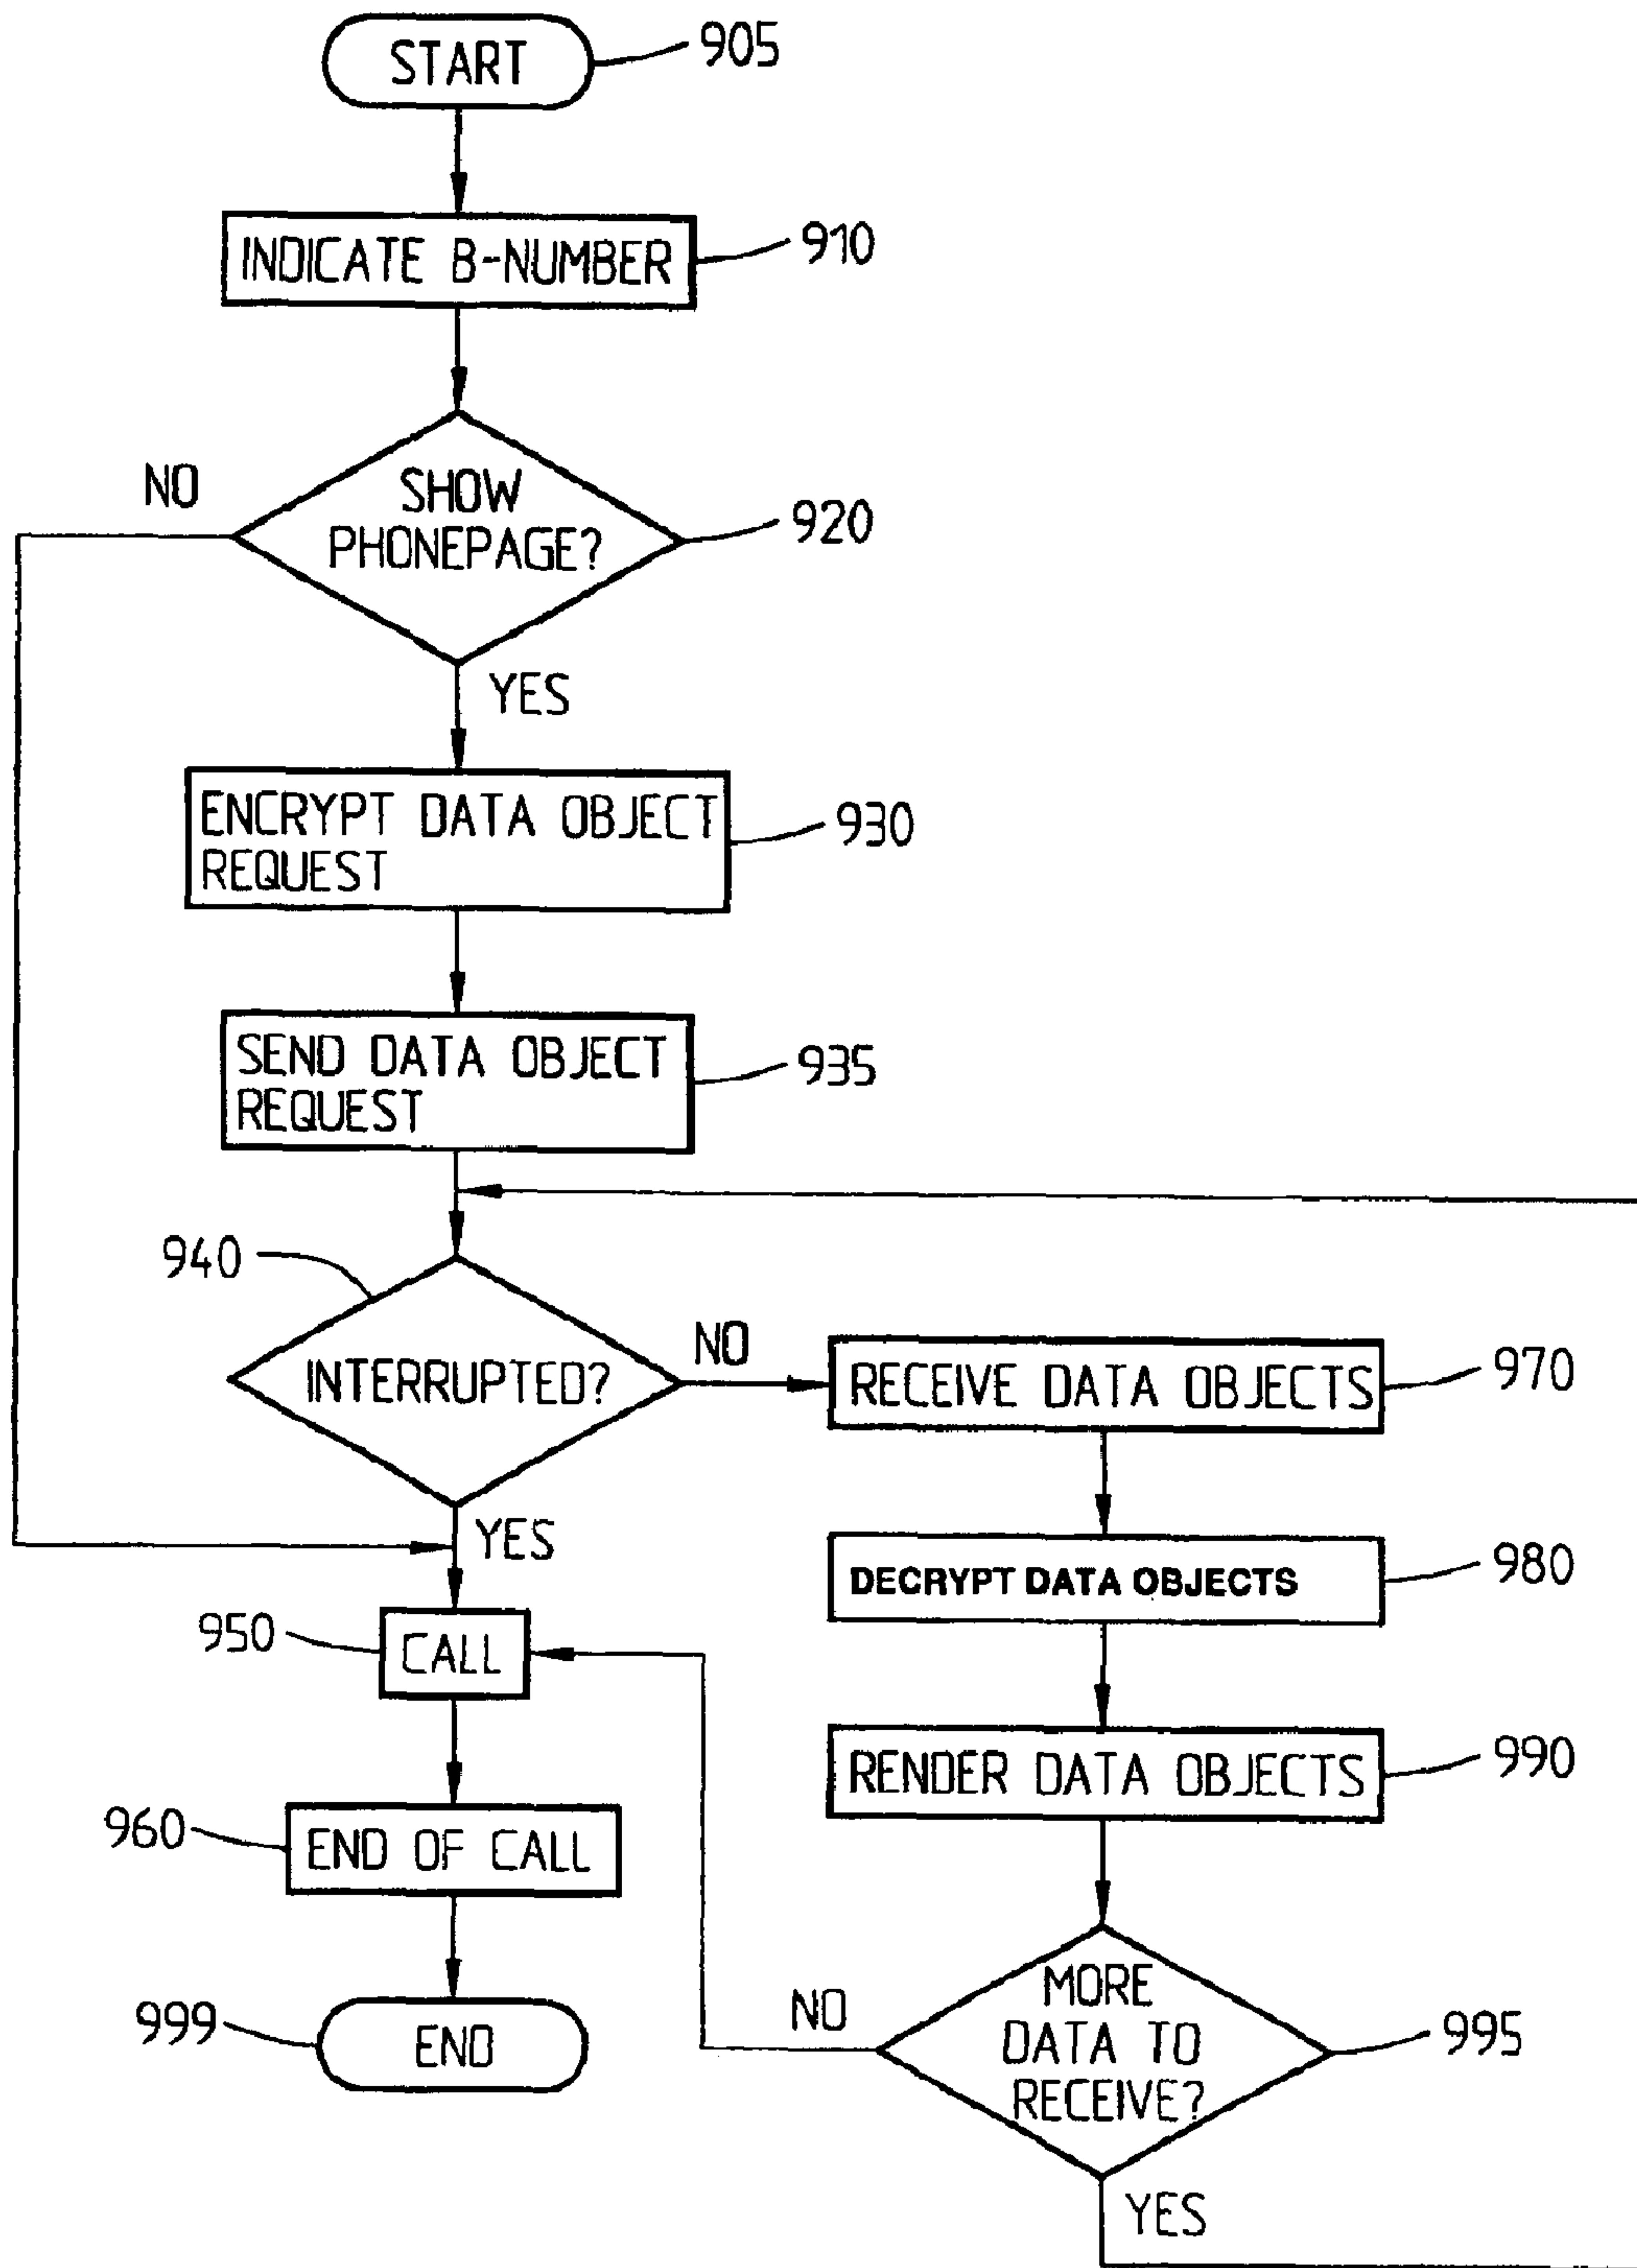 START
905
INDICATE B-NUMBER
910
NO
SHOW
PHONEPAGE?
920
YES
ENCRYPT DATA OBJECT
REQUEST
930
SEND DATA OBJECT
REQUEST
935
940
INTERRUPTED?
NO
RECEIVE DATA OBJECTS
970
YES
DECRYPT DATA OBJECTS
980
950
CALL
RENDER DATA OBJECTS
990
960
END OF CALL
999
END
NO
MORE
DATA TO
RECEIVE?
995
YES